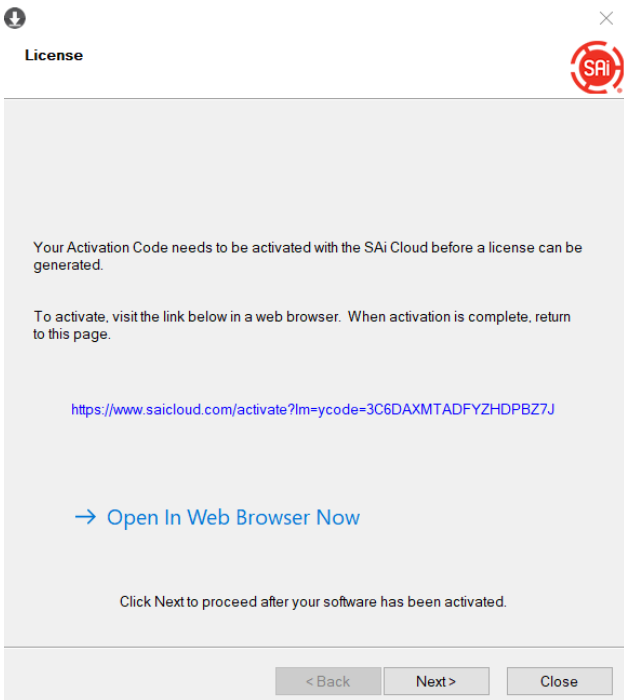 License
SAi
Your Activation Code needs to be activated with the SAi Cloud before a license can be
generated.
To activate, visit the link below in a web browser.  When activation is complete, return
to this page.
https://www.saicloud.com/activate?lm=ycode=3C6DAXMTADFYZHDPBZ7J
→ Open In Web Browser Now
Click Next to proceed after your software has been activated.
< Back
Next >
Close